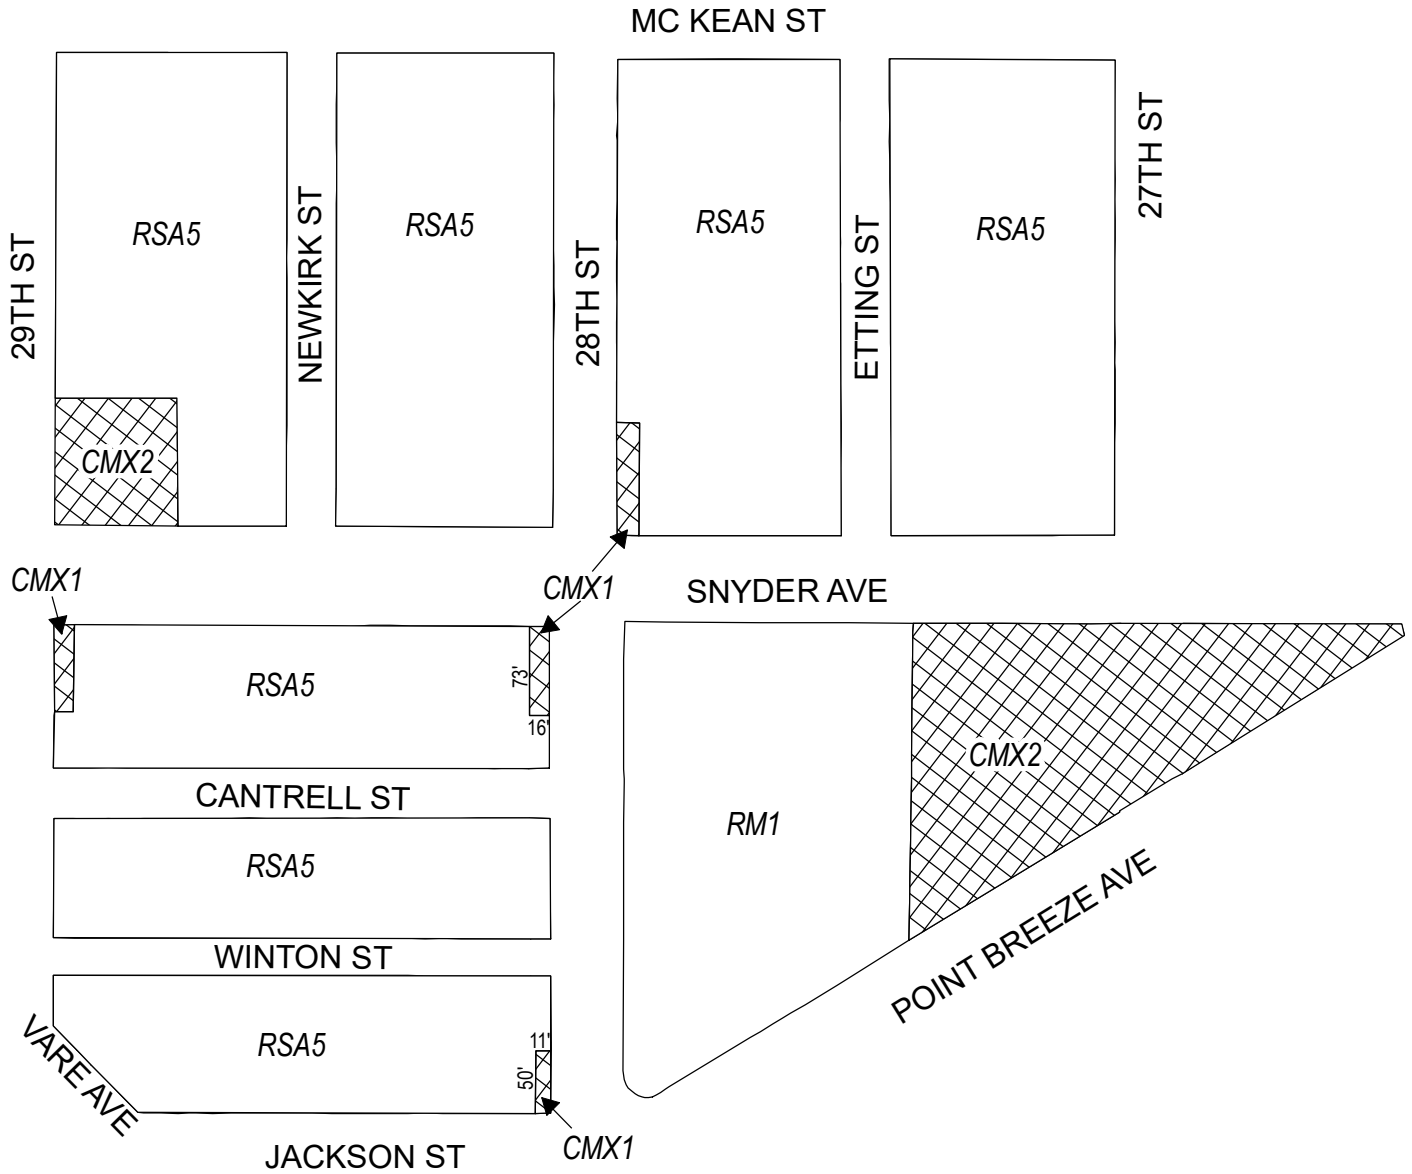 MC KEAN ST
29TH ST
RSA5
NEWKIRK ST
RSA5
28TH ST
RSA5
ETTING ST
RSA5
27TH ST
CMX2
CMX1
CMX1
SNYDER AVE
RSA5
73'
16'
CMX2
CANTRELL ST
RM1
RSA5
POINT BREEZE AVE
WINTON ST
VARE AVE
RSA5
11'
50'
CMX1
JACKSON ST